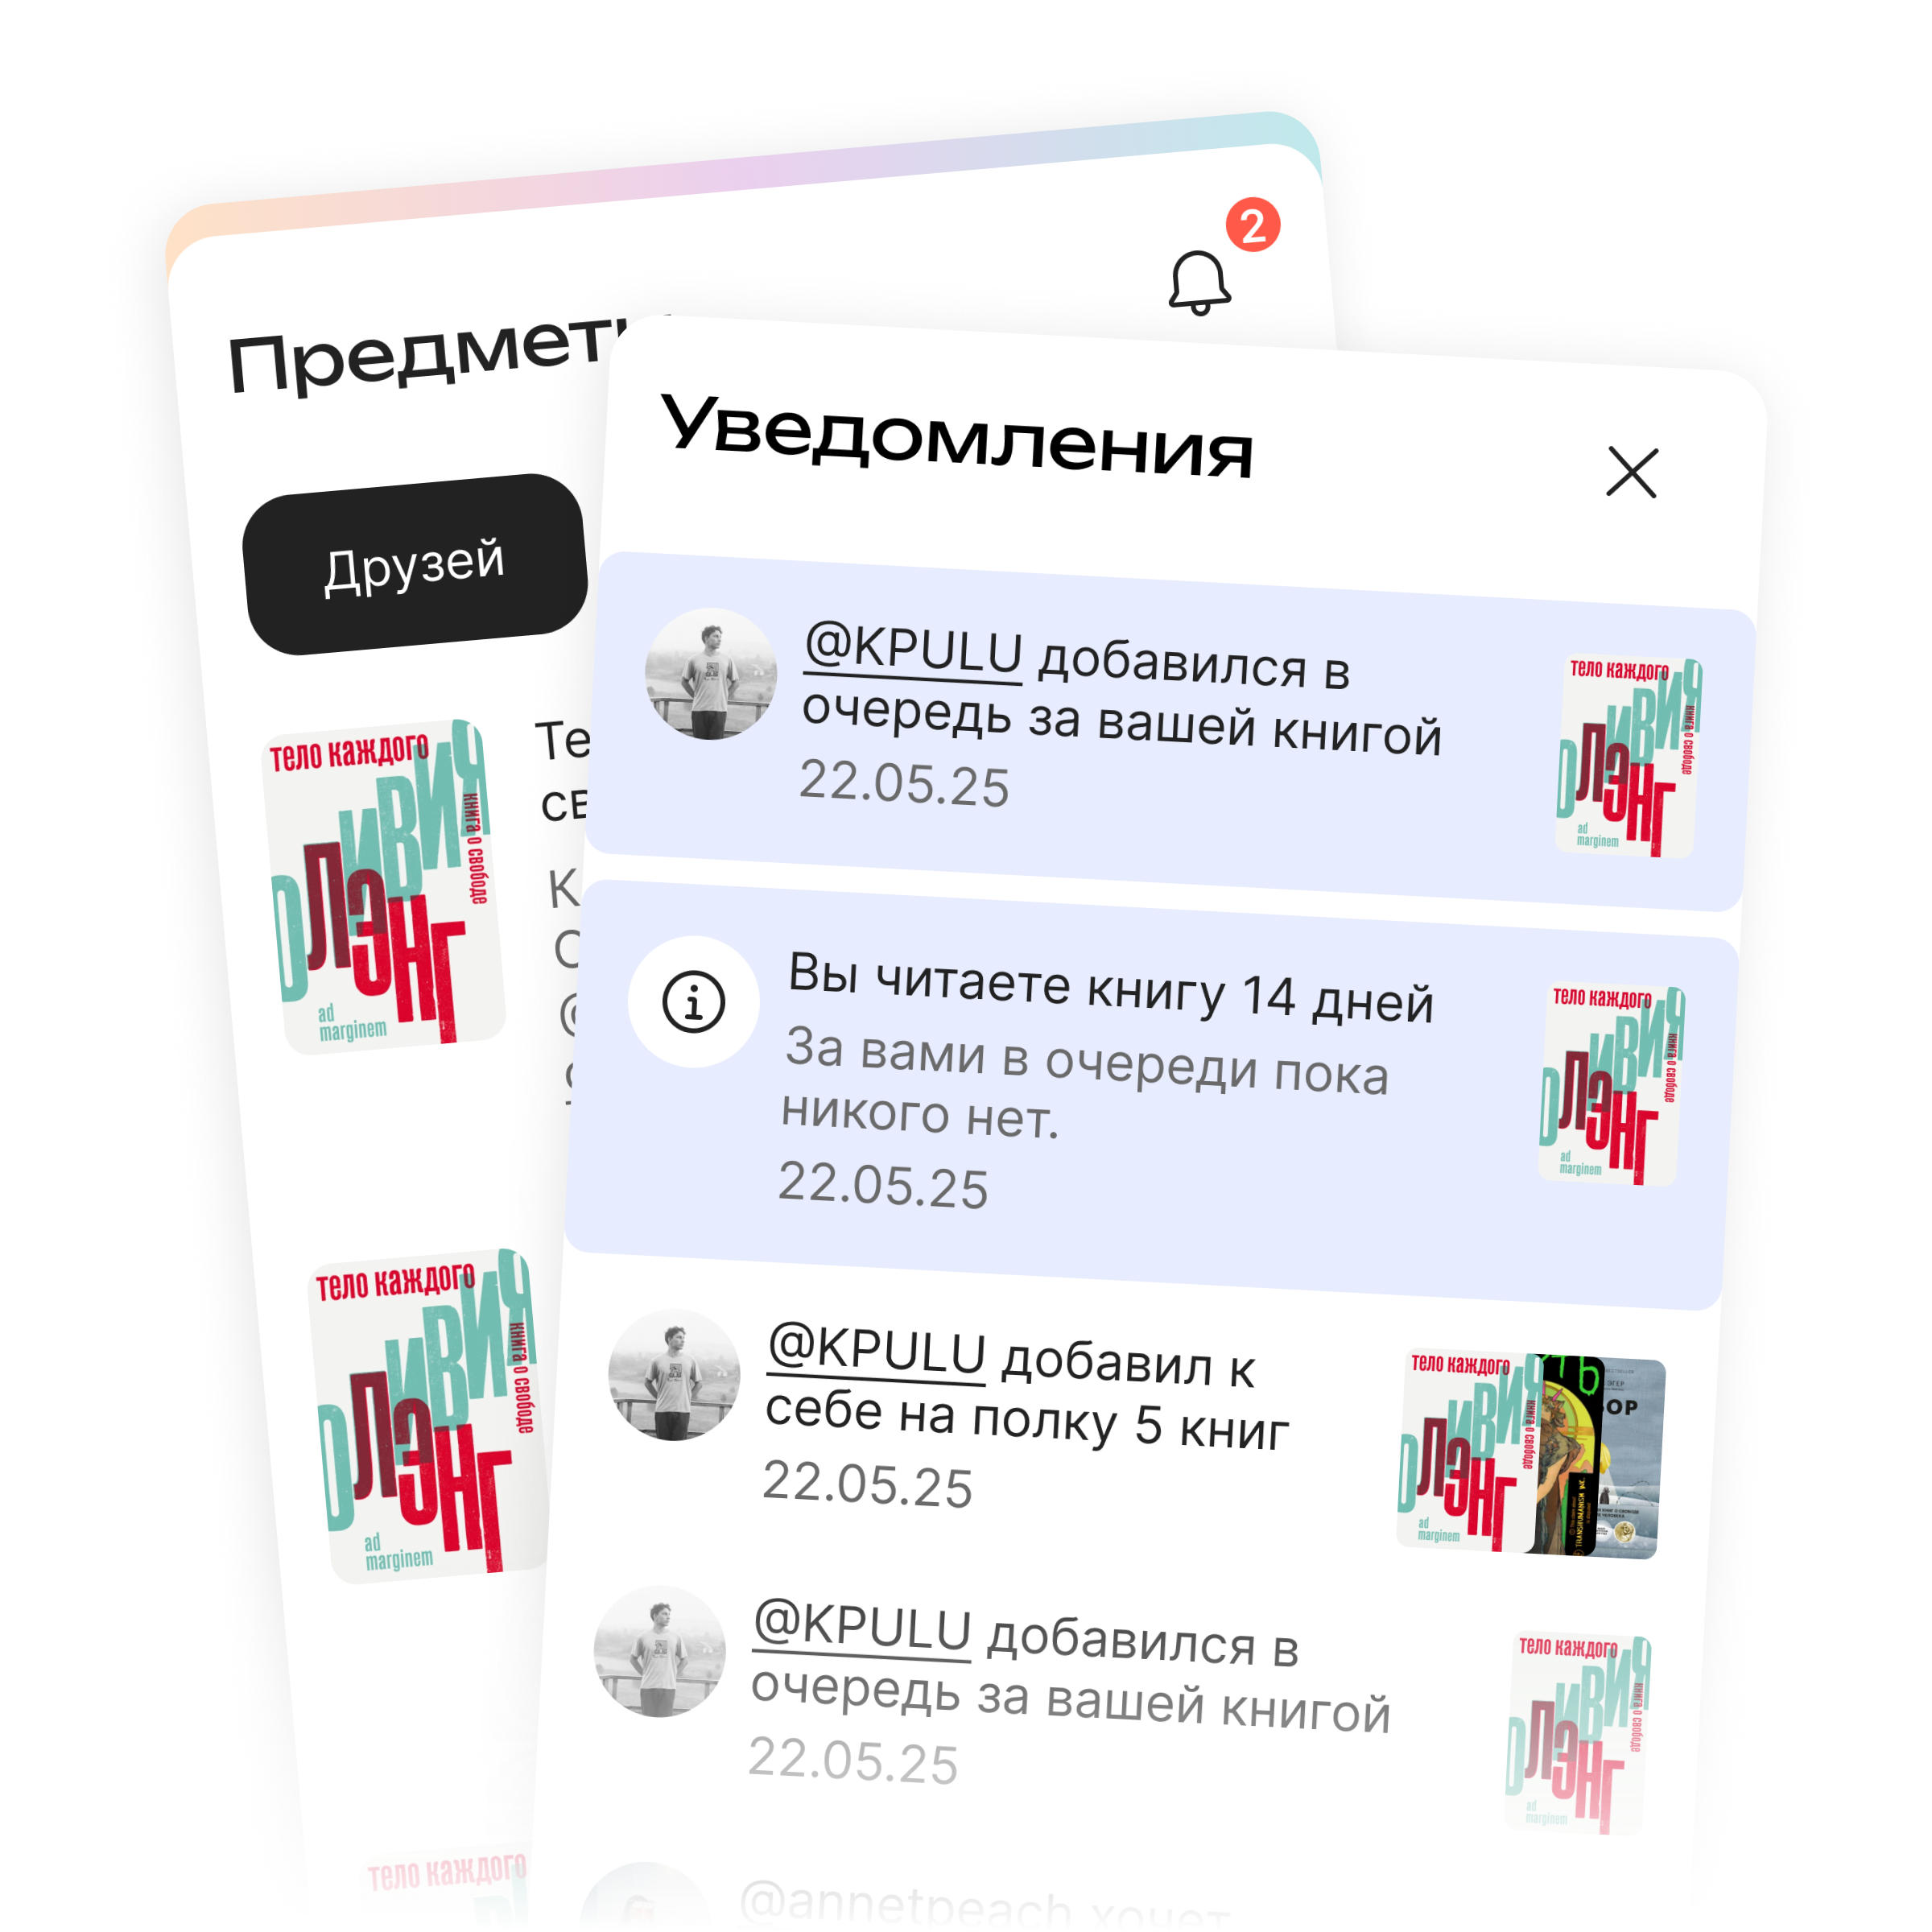 2
Предметы
Друзей
тело каждого
ОЛИВИЯ
ЛЭНГ
книга о свободе
ad
marginem
тело каждого
ОЛИВИЯ
ЛЭНГ
книга о свободе
ad
marginem
тело каждого
Уведомления
@KPULU добавился в
очередь за вашей книгой
22.05.25
тело каждого
ОЛИВИЯ
ЛЭНГ
книга о свободе
ad
marginem
Вы читаете книгу 14 дней
За вами в очереди пока
никого нет.
22.05.25
тело каждого
ОЛИВИЯ
ЛЭНГ
книга о свободе
ad
marginem
@KPULU добавил к
себе на полку 5 книг
22.05.25
тело каждого
ОЛИВИЯ
ЛЭНГ
книга о свободе
ad
marginem
TRANSHUMANISM INC.
@KPULU добавился в
очередь за вашей книгой
22.05.25
тело каждого
ОЛИВИЯ
ЛЭНГ
книга о свободе
ad
marginem
@annetpeach хочет